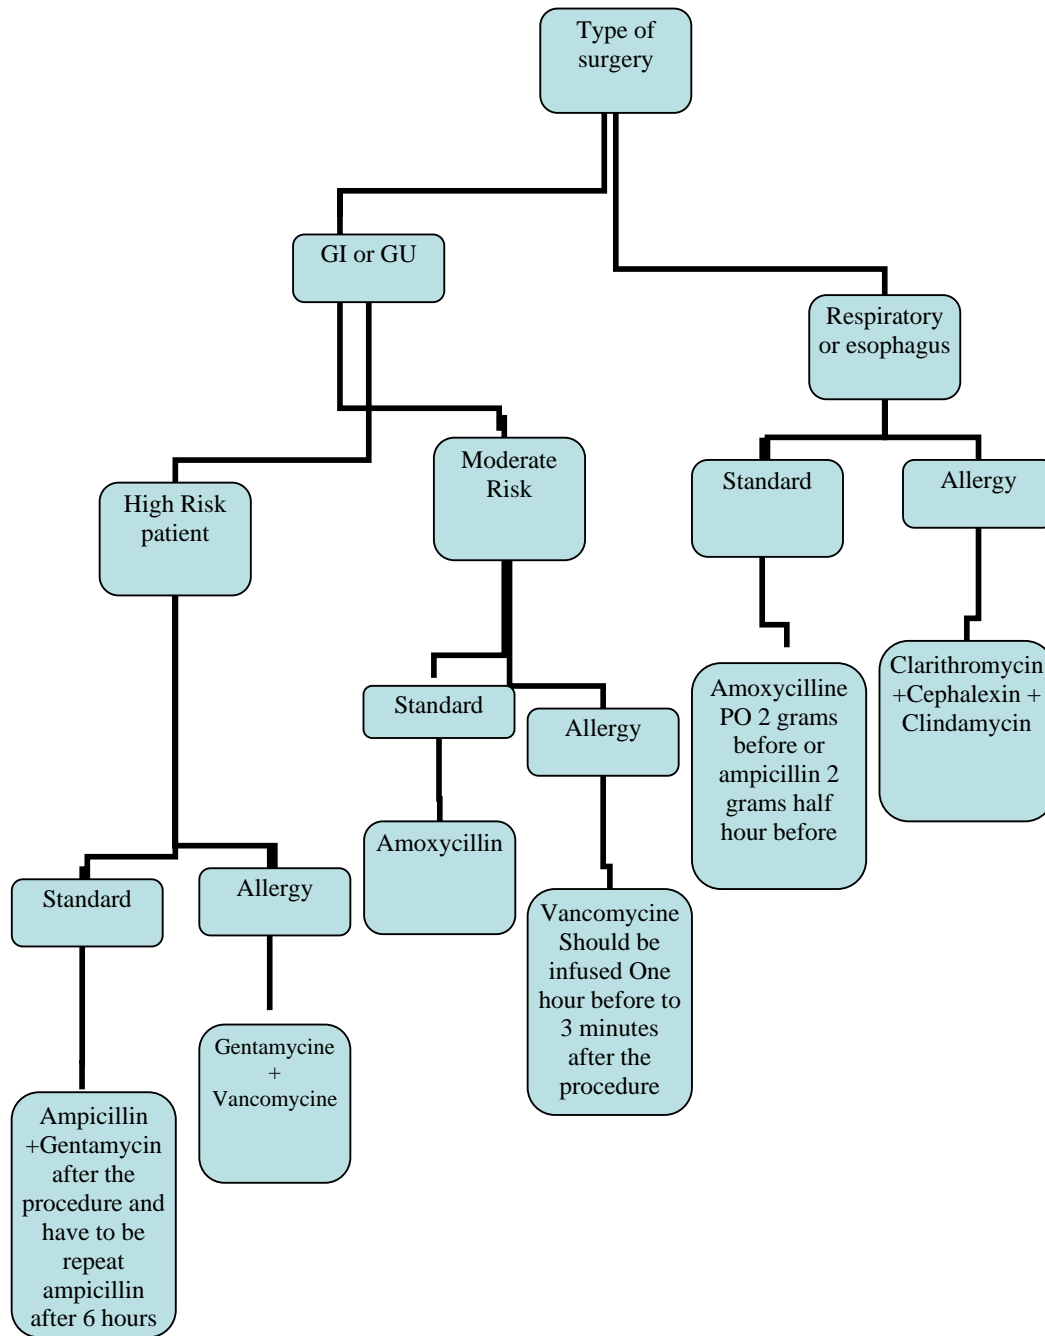 Type of
surgery
GI or GU
Respiratory
or esophagus
High Risk
patient
Moderate
Risk
Standard
Allergy
Standard
Allergy
Amoxycilline
PO 2 grams
before or
ampicillin 2
grams half
hour before
Clarithromycin
+Cephalexin +
Clindamycin
Amoxycillin
Vancomycine
Should be
infused One
hour before to
3 minutes
after the
procedure
Standard
Allergy
Gentamycine
+
Vancomycine
Ampicillin
+Gentamycin
after the
procedure and
have to be
repeat
ampicillin
after 6 hours